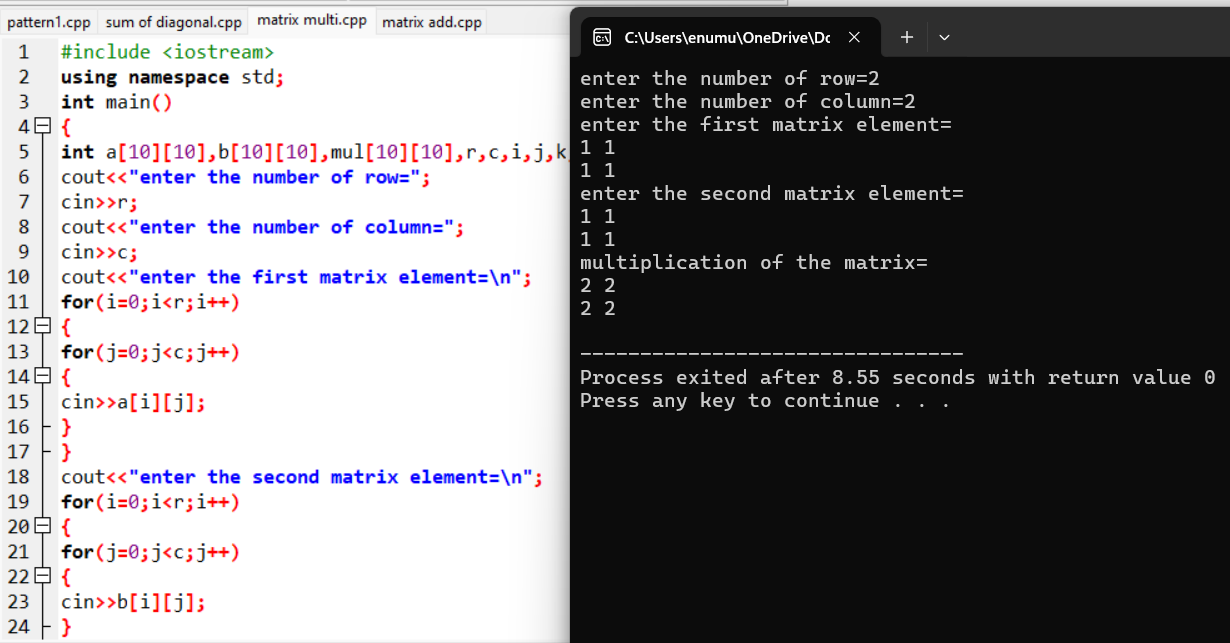 pattern1.cpp sum of diagonal.cpp matrix multi.cpp matrix add.cpp
1 #include <iostream>
2 using namespace std;
3 int main()
4 {
5 int a[10][10],b[10][10],mul[10][10],r,c,i,j,k
6 cout<<"enter the number of row=";
7 cin>>r;
8 cout<<"enter the number of column=";
9 cin>>c;
10 cout<<"enter the first matrix element=\n";
11 for(i=0;i<r;i++)
12 {
13 for(j=0;j<c;j++)
14 {
15 cin>>a[i][j];
16 }
17 }
18 cout<<"enter the second matrix element=\n";
19 for(i=0;i<r;i++)
20 {
21 for(j=0;j<c;j++)
22 {
23 cin>>b[i][j];
24 }
C:\Users\enumu\OneDrive\Dc
enter the number of row=2
enter the number of column=2
enter the first matrix element=
1 1
1 1
enter the second matrix element=
1 1
1 1
multiplication of the matrix=
2 2
2 2
--------------------------------
Process exited after 8.55 seconds with return value 0
Press any key to continue . . .